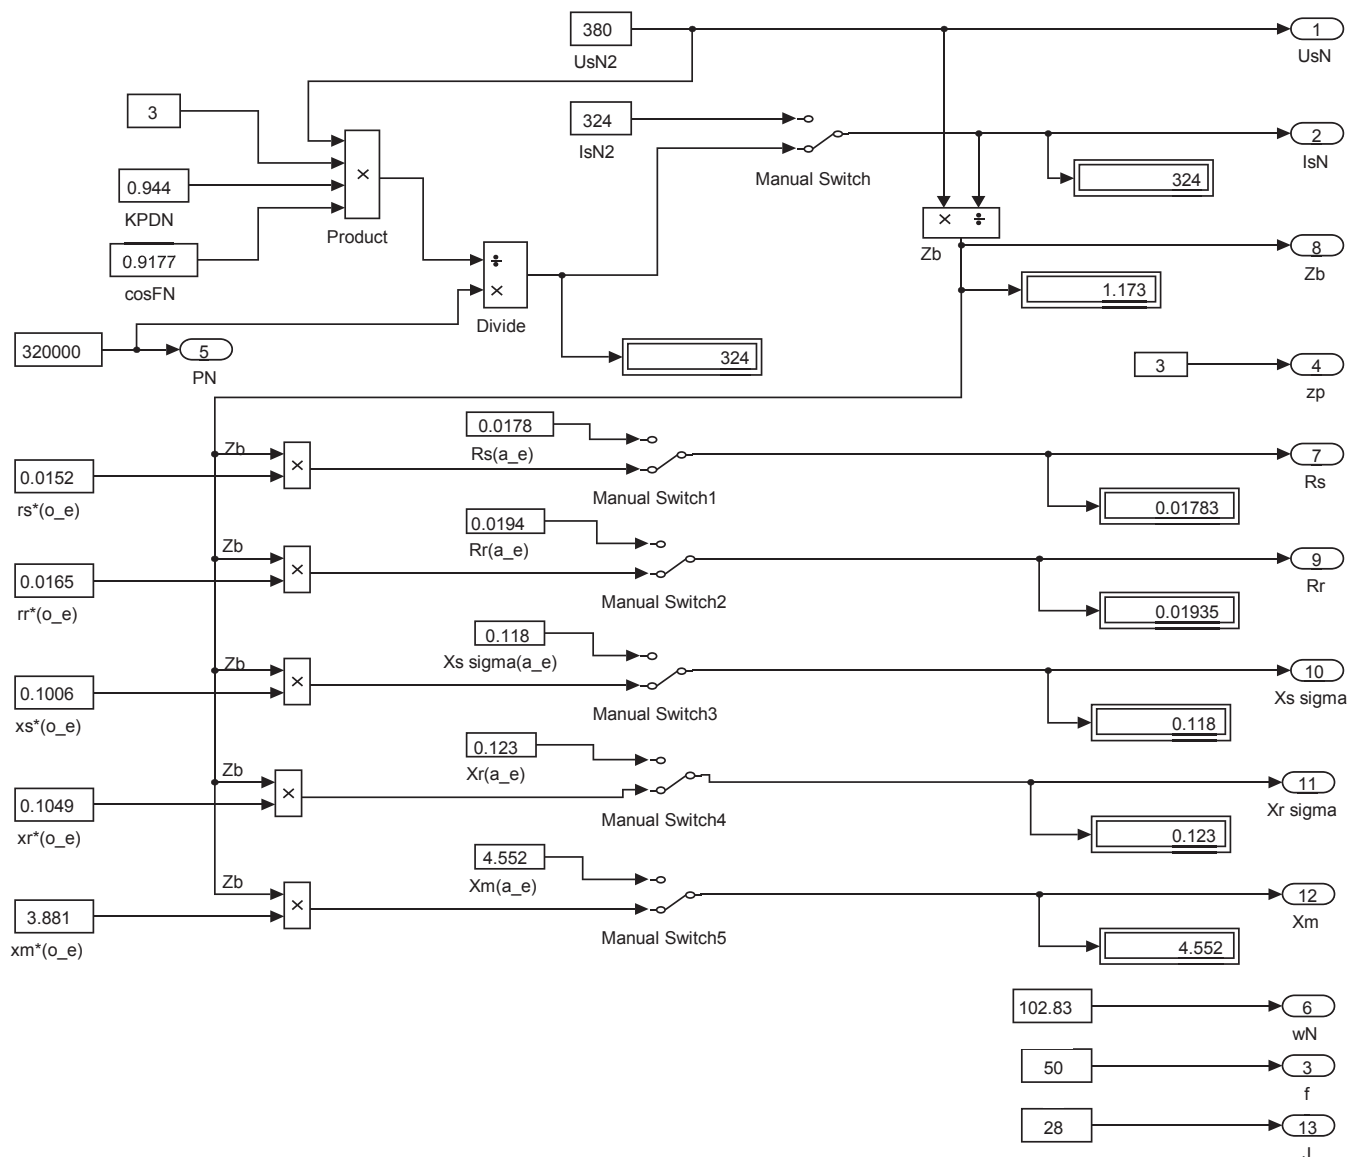 380
1
UsN2
UsN
3
324
2
IsN2
IsN
×
Manual Switch
324
0.944
KPDN
Product
× ÷
0.9177
Zb
8
Zb
cosFN
÷
×
Divide
1.173
320000
5
PN
324
3
4
zp
0.0178
Rs(a_e)
Zb
×
7
Rs
0.0152
rs*(o_e)
Manual Switch1
0.01783
0.0194
Rr(a_e)
Zb
×
9
Rr
0.0165
rr*(o_e)
Manual Switch2
0.01935
0.118
Xs sigma(a_e)
Zb
×
10
Xs sigma
0.1006
xs*(o_e)
Manual Switch3
0.118
0.123
Xr(a_e)
Zb
×
11
Xr sigma
0.1049
xr*(o_e)
Manual Switch4
0.123
4.552
Xm(a_e)
Zb
×
12
Xm
3.881
xm*(o_e)
Manual Switch5
4.552
102.83
6
wN
50
3
f
28
13
J